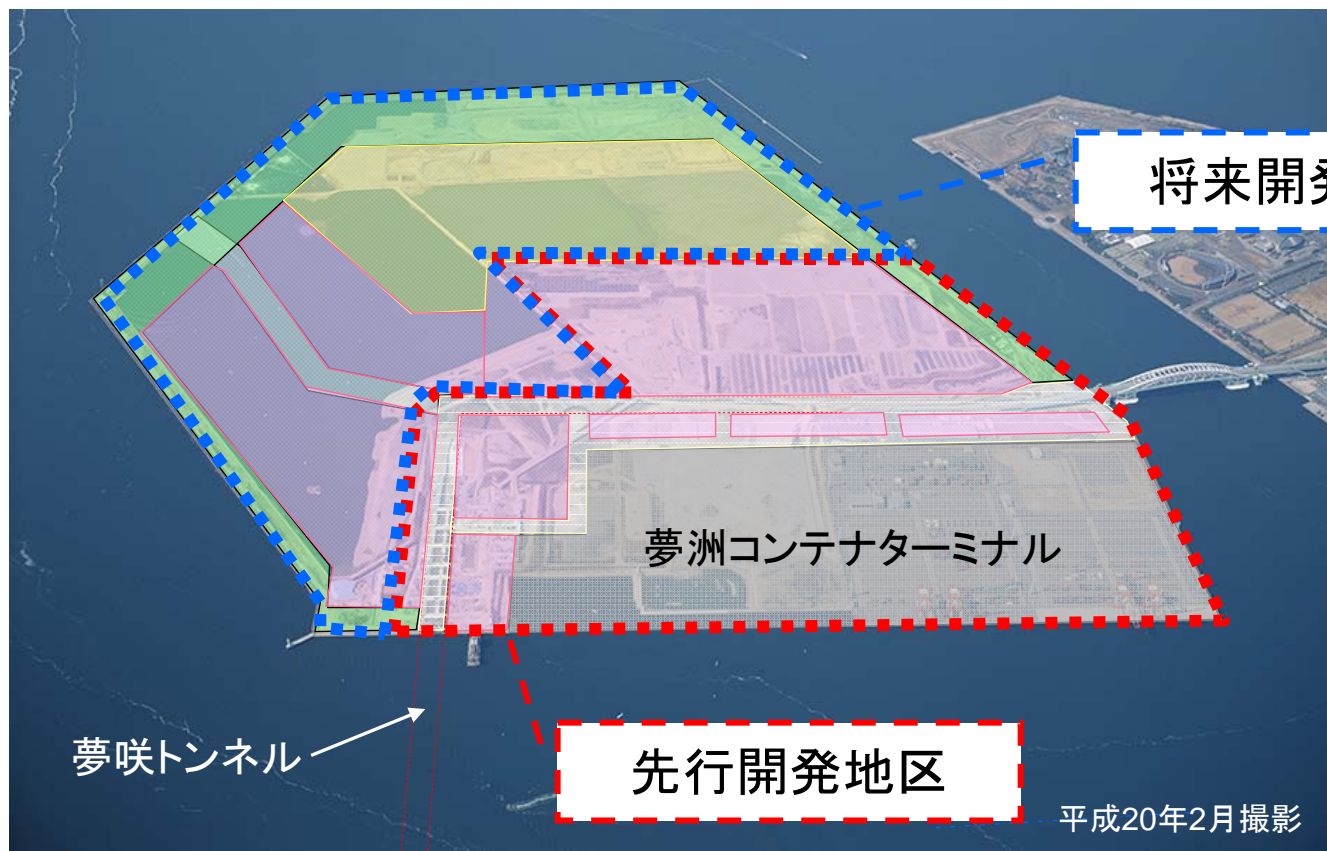 将来開発
夢洲コンテナターミナル
夢咲トンネル
先行開発地区
平成20年2月撮影